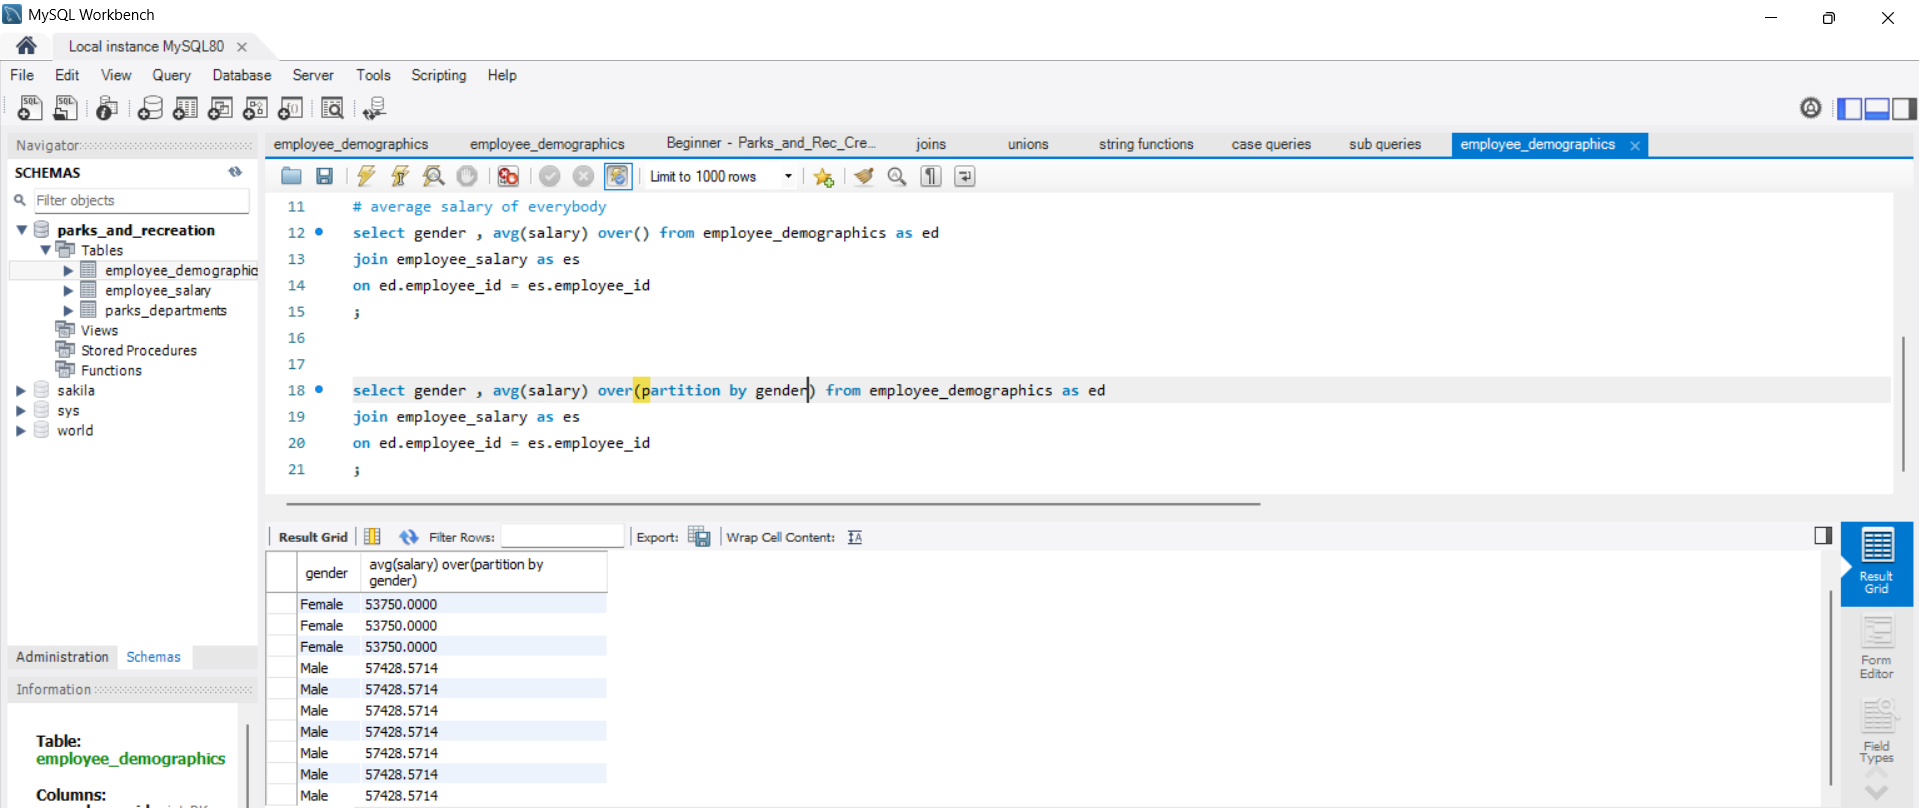 MySQL Workbench
Local instance MySQL80
File Edit View Query Database Server Tools Scripting Help
Navigator
SCHEMAS
Filter objects
parks_and_recreation
Tables
employee_demographic
employee_salary
parks_departments
Views
Stored Procedures
Functions
sakila
sys
world
Administration Schemas
Information
Table:
employee_demographics
Columns:
employee_demographics employee_demographics Beginner - Parks_and_Rec_Cre... joins unions string functions case queries sub queries employee_demographics
Limit to 1000 rows
11 # average salary of everybody
12 select gender , avg(salary) over() from employee_demographics as ed
13 join employee_salary as es
14 on ed.employee_id = es.employee_id
15 ;
16
17
18 select gender , avg(salary) over(partition by gender) from employee_demographics as ed
19 join employee_salary as es
20 on ed.employee_id = es.employee_id
21 ;
Result Grid Filter Rows: Export: Wrap Cell Content:
gender avg(salary) over(partition by
gender)
Female 53750.0000
Female 53750.0000
Female 53750.0000
Male 57428.5714
Male 57428.5714
Male 57428.5714
Male 57428.5714
Male 57428.5714
Male 57428.5714
Male 57428.5714
Result
Grid
Form
Editor
Field
Types